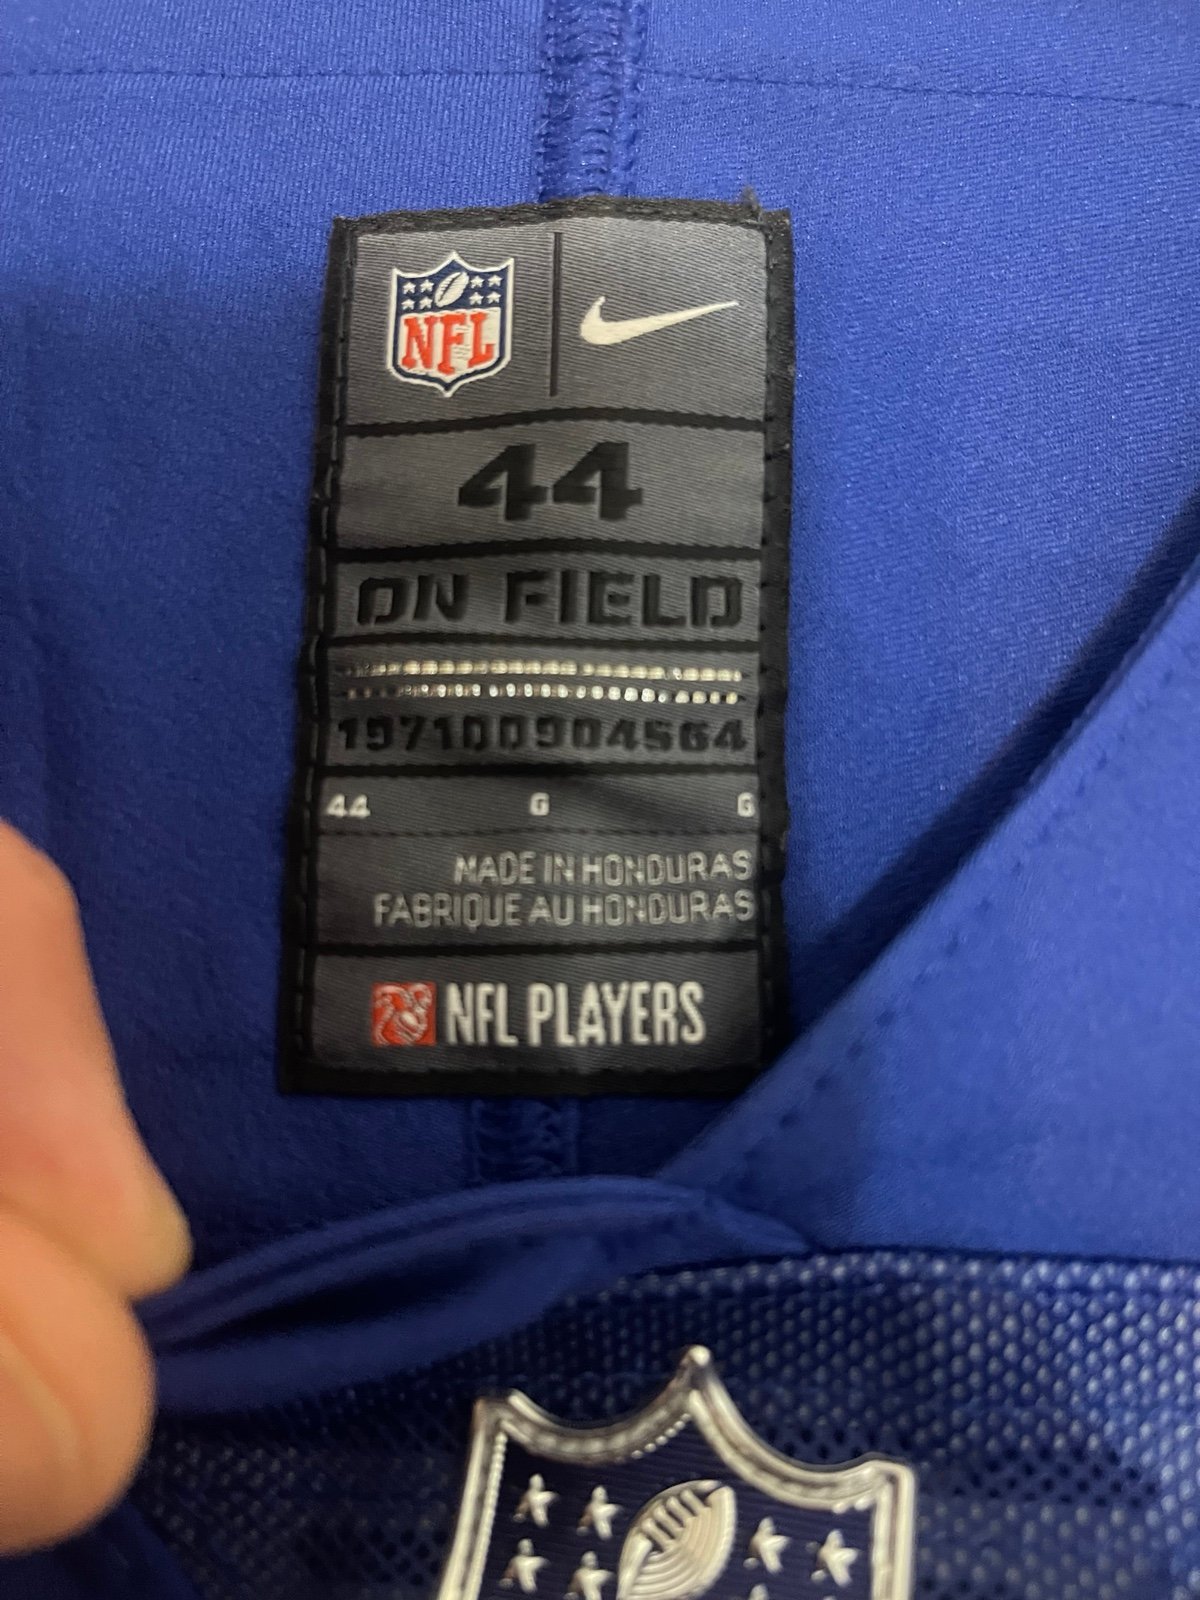 NFL
44
ON FIELD
197100904564
44 G G
MADE IN HONDURAS
FABRIQUE AU HONDURAS
NFL PLAYERS